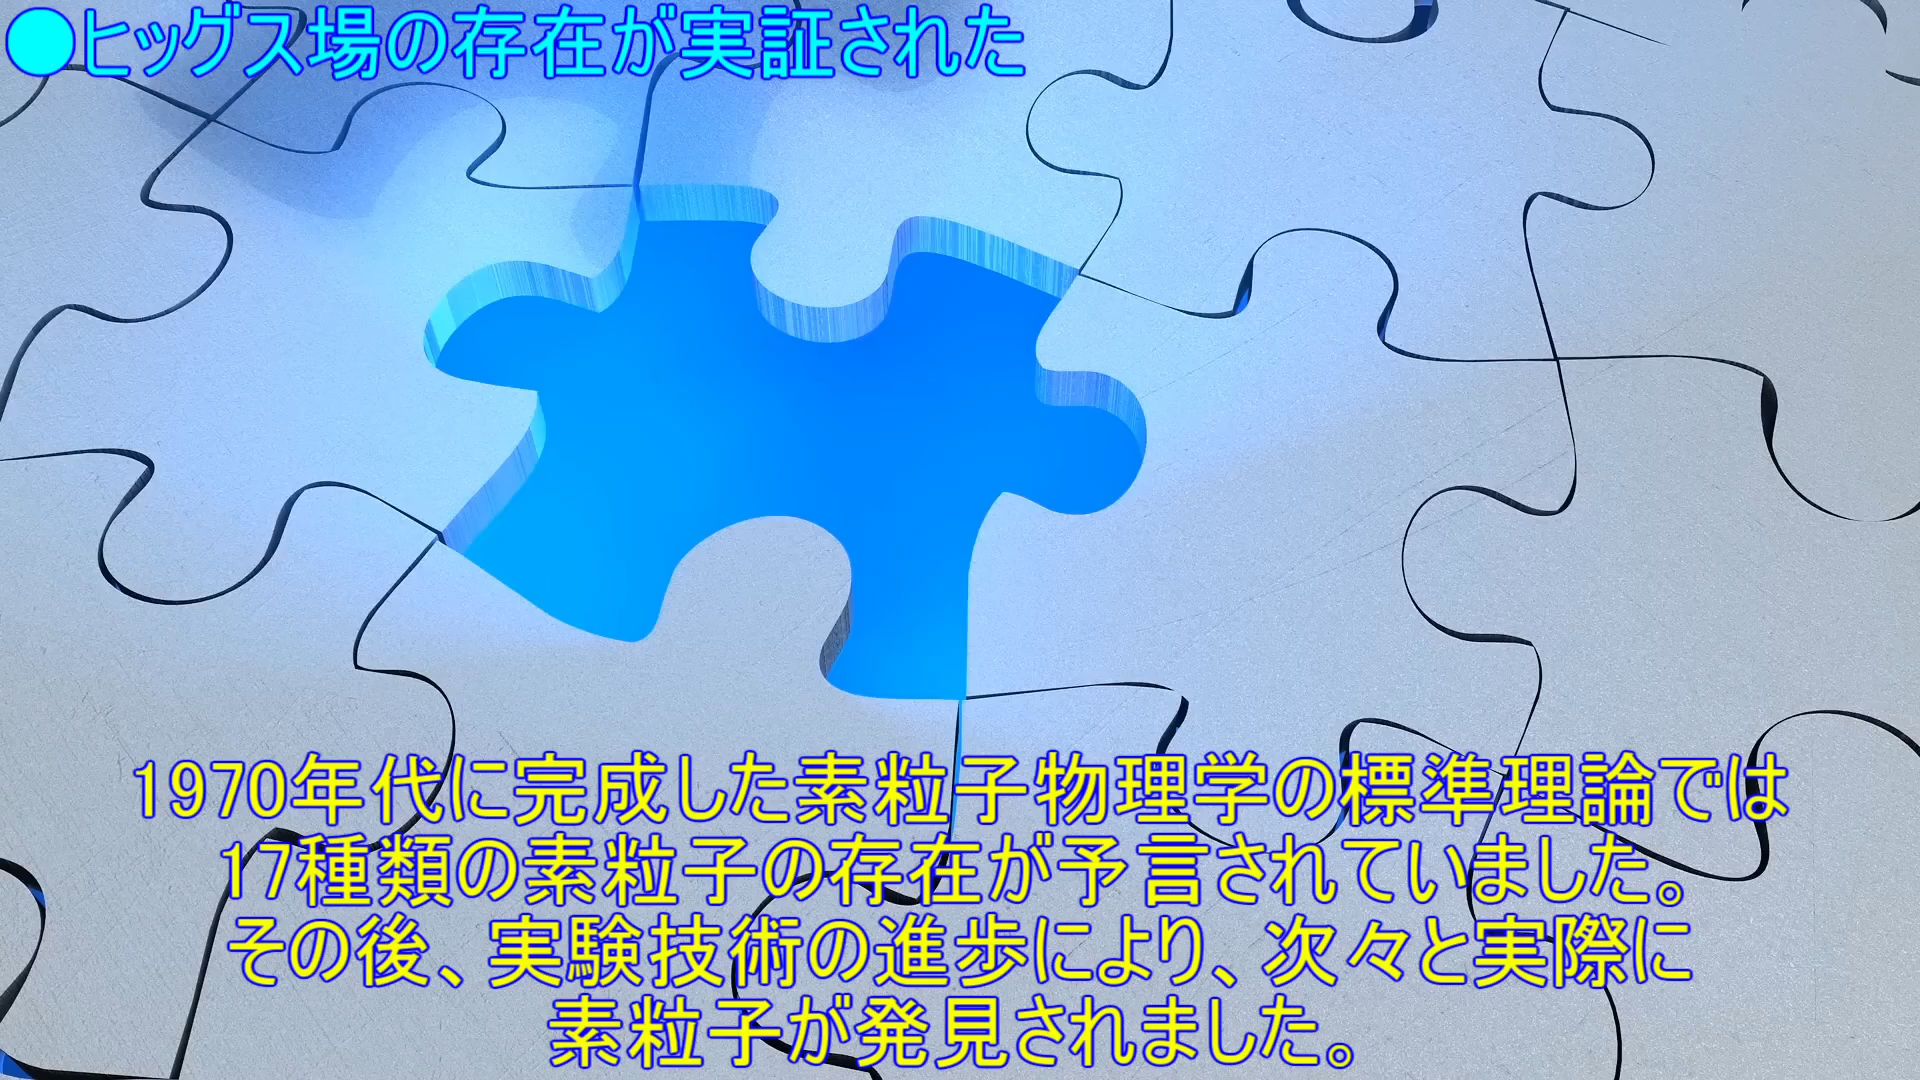 ●ヒッグス場の存在が実証された
1970年代に完成した素粒子物理学の標準理論では
17種類の素粒子の存在が予言されていました。
その後、実験技術の進歩により、次々と実際に
素粒子が発見されました。